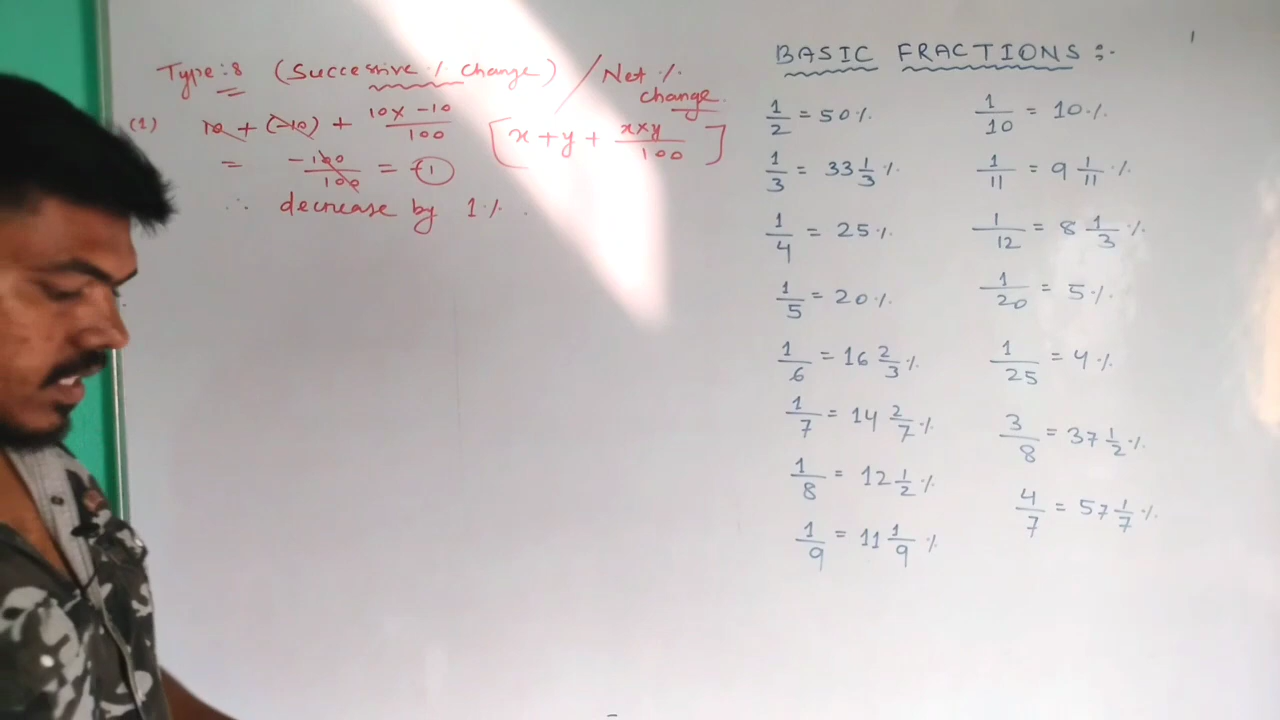 Type:8 (Successive % change) / Net % change.
(1) 10 + (-10) + 10 x -10/100 [x + y + x×y/100]
= -100/100 = -1
∴ decrease by 1%.
BASIC FRACTIONS :-
1/2 = 50%
1/3 = 33 1/3 %
1/4 = 25%
1/5 = 20%
1/6 = 16 2/3 %
1/7 = 14 2/7 %
1/8 = 12 1/2 %
1/9 = 11 1/9 %
1/10 = 10%
1/11 = 9 1/11 %
1/12 = 8 1/3 %
1/20 = 5%
1/25 = 4%
3/8 = 37 1/2 %
4/7 = 57 1/7 %